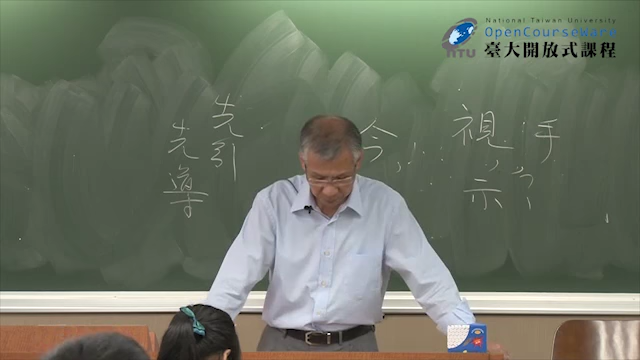 National Taiwan University
OpenCourseware
臺大開放式課程
NTU
手
視
示
今
先引
先導